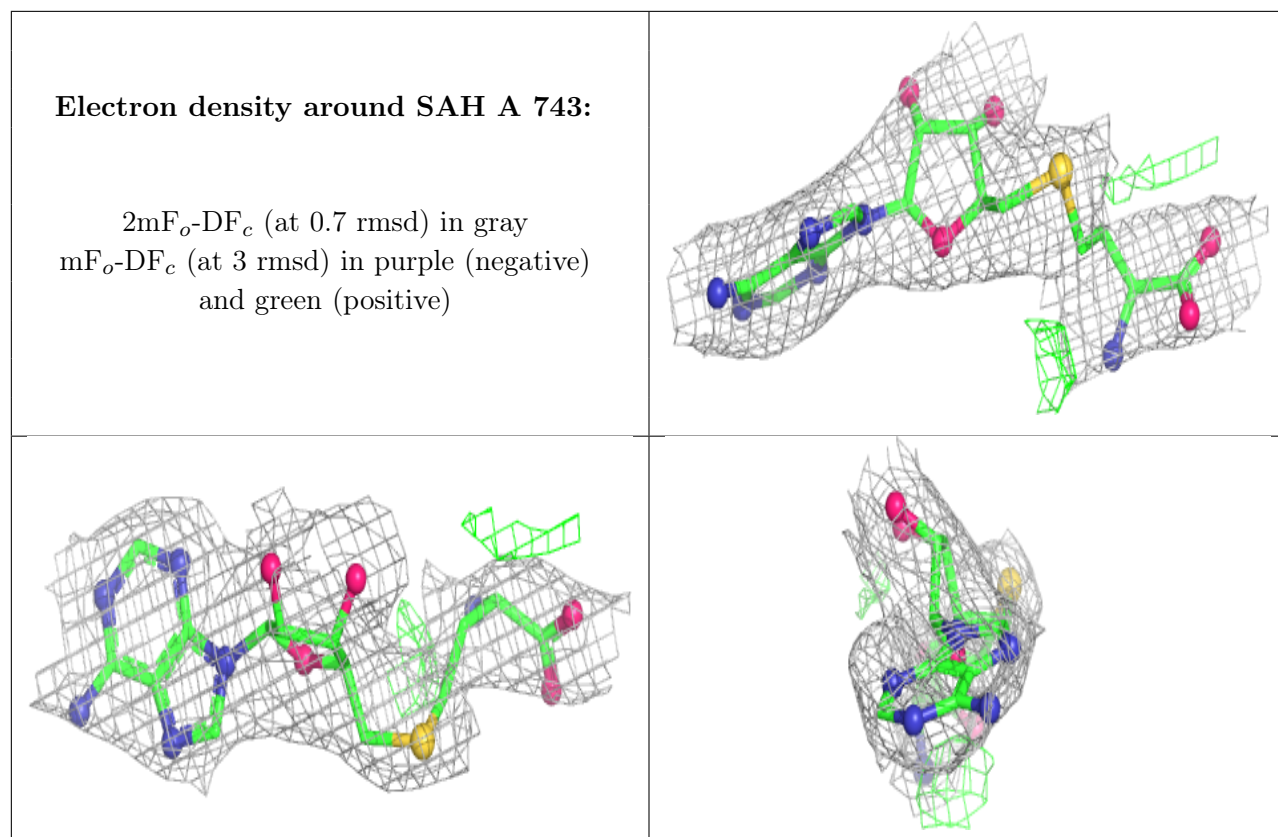 Electron density around SAH A 743:
2mFo-DFc (at 0.7 rmsd) in gray
mFo-DFc (at 3 rmsd) in purple (negative)
and green (positive)